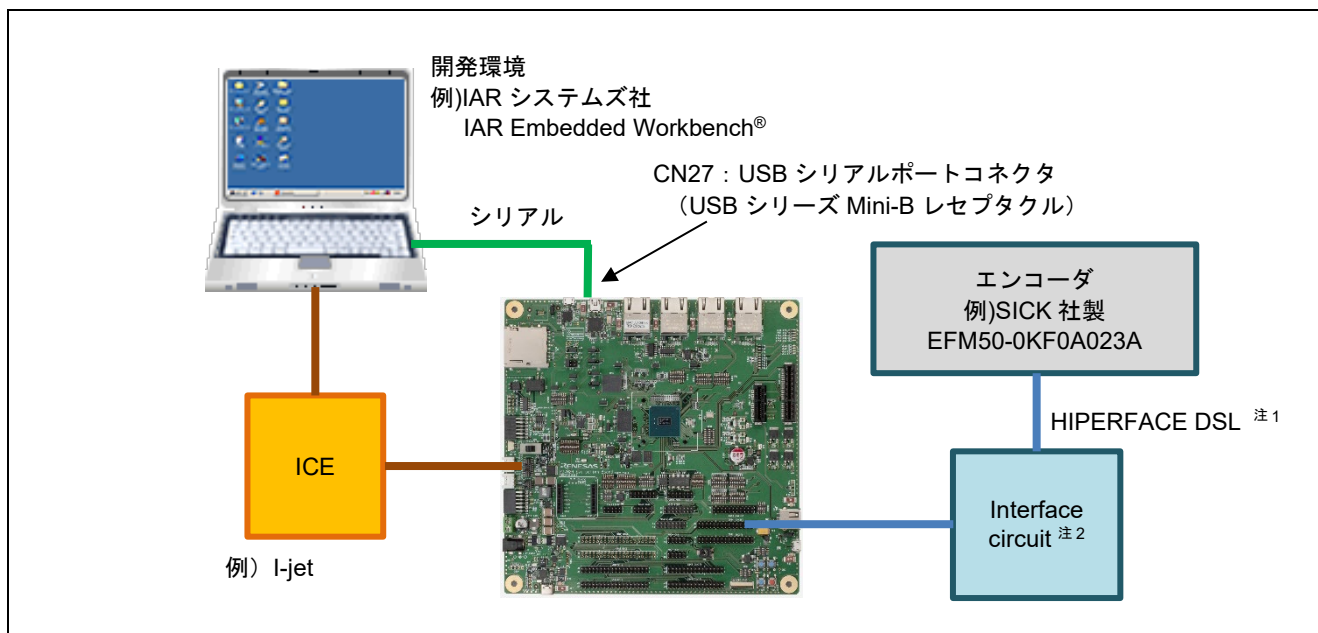 開発環境
例)IAR システムズ社
IAR Embedded Workbench®
CN27：USB シリアルポートコネクタ
（USB シリーズ Mini-B レセプタクル）
シリアル
エンコーダ
例)SICK 社製
EFM50-0KF0A023A
HIPERFACE DSL 注 1
ICE
RENESAS
Interface
circuit 注 2
例）I-jet